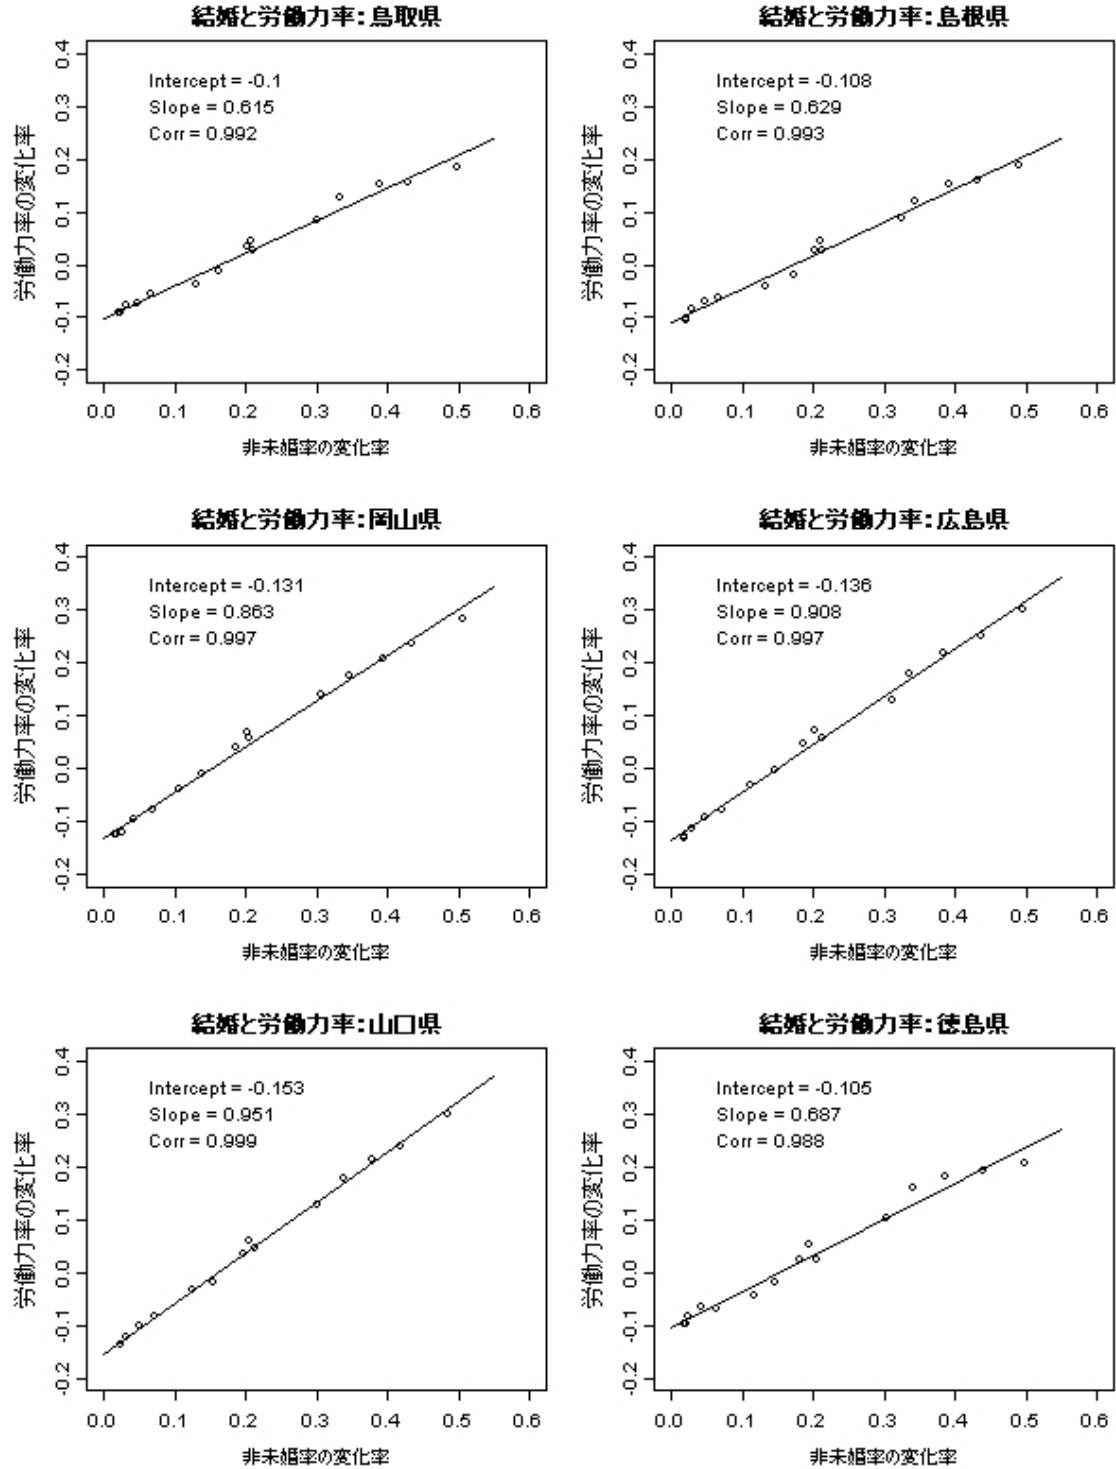 結婚と労働力率：鳥取県
Intercept = -0.1
Slope = 0.615
Corr = 0.992
労働力率の変化率
0.4
0.3
0.2
0.1
0.0
-0.1
-0.2
0.0 0.1 0.2 0.3 0.4 0.5 0.6
非未婚率の変化率
結婚と労働力率：島根県
Intercept = -0.108
Slope = 0.629
Corr = 0.993
労働力率の変化率
0.4
0.3
0.2
0.1
0.0
-0.1
-0.2
0.0 0.1 0.2 0.3 0.4 0.5 0.6
非未婚率の変化率
結婚と労働力率：岡山県
Intercept = -0.131
Slope = 0.863
Corr = 0.997
労働力率の変化率
0.4
0.3
0.2
0.1
0.0
-0.1
-0.2
0.0 0.1 0.2 0.3 0.4 0.5 0.6
非未婚率の変化率
結婚と労働力率：広島県
Intercept = -0.136
Slope = 0.908
Corr = 0.997
労働力率の変化率
0.4
0.3
0.2
0.1
0.0
-0.1
-0.2
0.0 0.1 0.2 0.3 0.4 0.5 0.6
非未婚率の変化率
結婚と労働力率：山口県
Intercept = -0.153
Slope = 0.951
Corr = 0.999
労働力率の変化率
0.4
0.3
0.2
0.1
0.0
-0.1
-0.2
0.0 0.1 0.2 0.3 0.4 0.5 0.6
非未婚率の変化率
結婚と労働力率：徳島県
Intercept = -0.105
Slope = 0.687
Corr = 0.988
労働力率の変化率
0.4
0.3
0.2
0.1
0.0
-0.1
-0.2
0.0 0.1 0.2 0.3 0.4 0.5 0.6
非未婚率の変化率